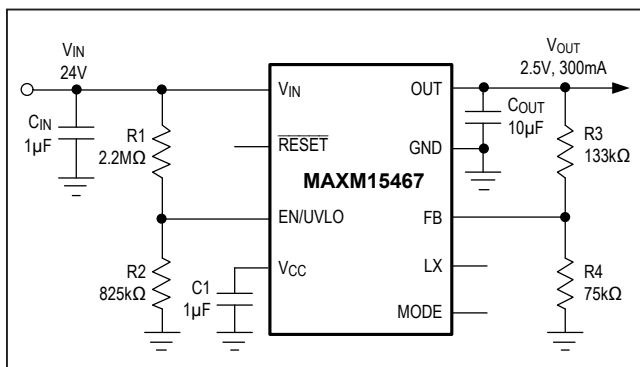 VIN
24V
CIN
1µF
R1
2.2MΩ
R2
825kΩ
C1
1µF
VIN
RESET
EN/UVLO
VCC
MAXM15467
OUT
GND
FB
LX
MODE
COUT
10µF
VOUT
2.5V, 300mA
R3
133kΩ
R4
75kΩ